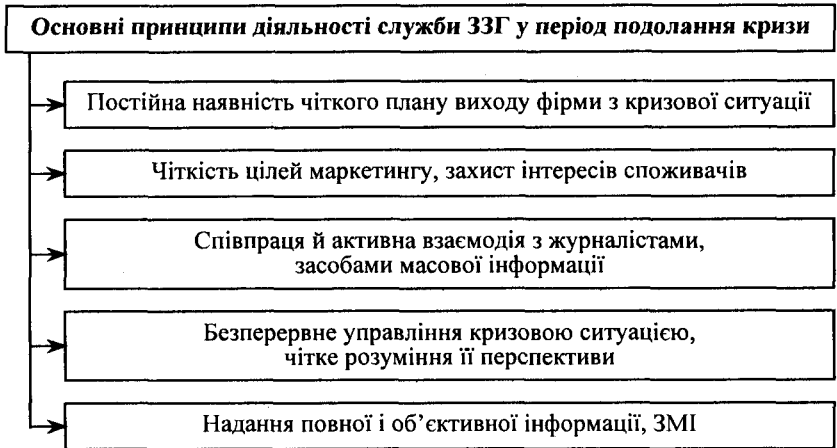 Основні принципи діяльності служби ЗЗГ у період подолання кризи
Постійна наявність чіткого плану виходу фірми з кризової ситуації
Чіткість цілей маркетингу, захист інтересів споживачів
Співпраця й активна взаємодія з журналістами,
засобами масової інформації
Безперервне управління кризовою ситуацією,
чітке розуміння її перспективи
Надання повної і об’єктивної інформації, ЗМІ